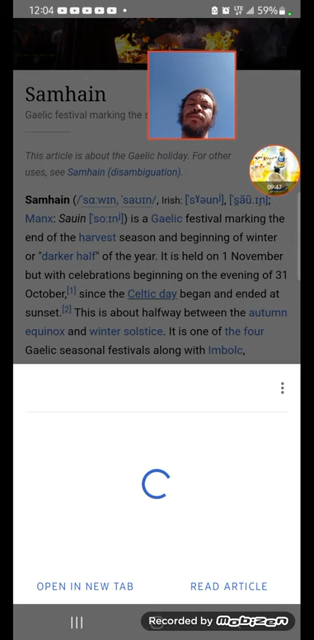 12:04 59%
Samhain
Gaelic festival marking the
This article is about the Gaelic holiday. For other
uses, see Samhain (disambiguation).
Samhain (/ˈsɑːwɪn, ˈsaʊɪn/, Irish: [ˈsˠəunʲ], [ˈs̪ãũ.ɪɲ];
Manx: Sauin [ˈsoːɪnʲ]) is a Gaelic festival marking the
end of the harvest season and beginning of winter
or "darker half" of the year. It is held on 1 November
but with celebrations beginning on the evening of 31
October,[1] since the Celtic day began and ended at
sunset.[2] This is about halfway between the autumn
equinox and winter solstice. It is one of the four
Gaelic seasonal festivals along with Imbolc,
09:47
OPEN IN NEW TAB READ ARTICLE
Recorded by mobizen